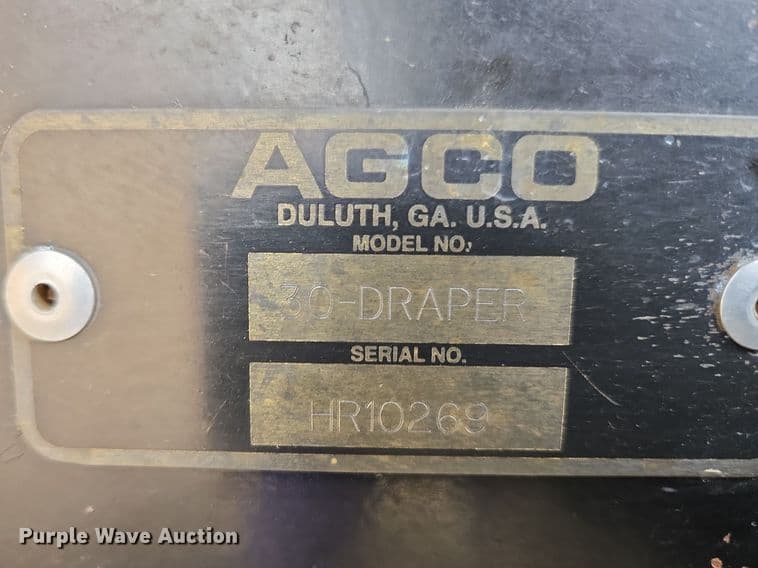 AGCO
DULUTH, GA. U.S.A.
MODEL NO.
30-DRAPER
SERIAL NO.
HR10269
Purple Wave Auction